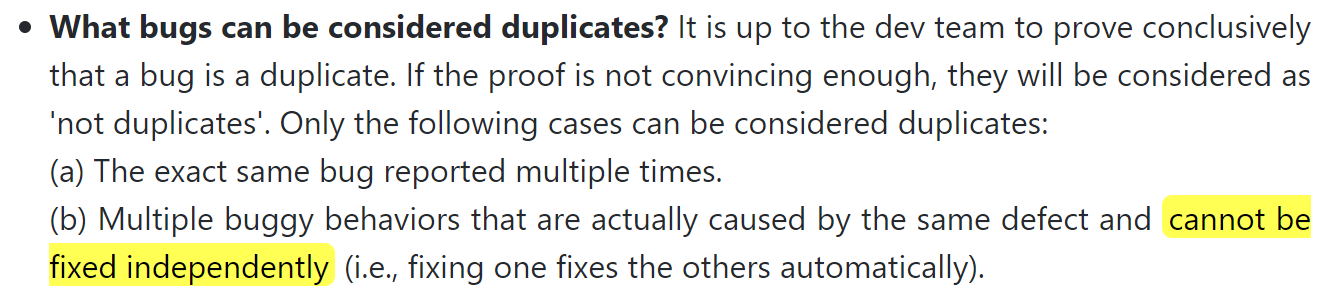 • What bugs can be considered duplicates? It is up to the dev team to prove conclusively
that a bug is a duplicate. If the proof is not convincing enough, they will be considered as
'not duplicates'. Only the following cases can be considered duplicates:
(a) The exact same bug reported multiple times.
(b) Multiple buggy behaviors that are actually caused by the same defect and cannot be
fixed independently (i.e., fixing one fixes the others automatically).